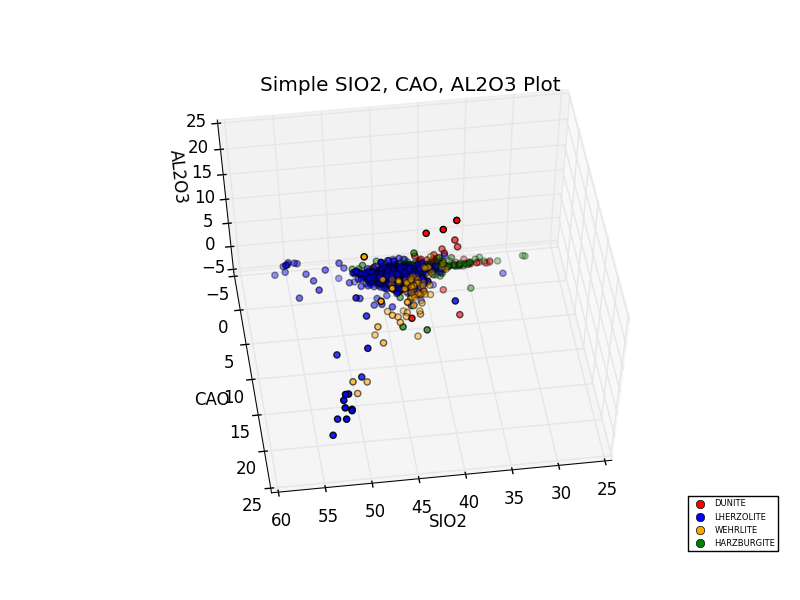 Simple SIO2, CAO, AL2O3 Plot
25
20
15
10
5
0
−5
AL2O3
−5
0
5
10
15
20
25
CAO
60
55
50
45
40
35
30
25
SIO2
DUNITE
LHERZOLITE
WEHRLITE
HARZBURGITE